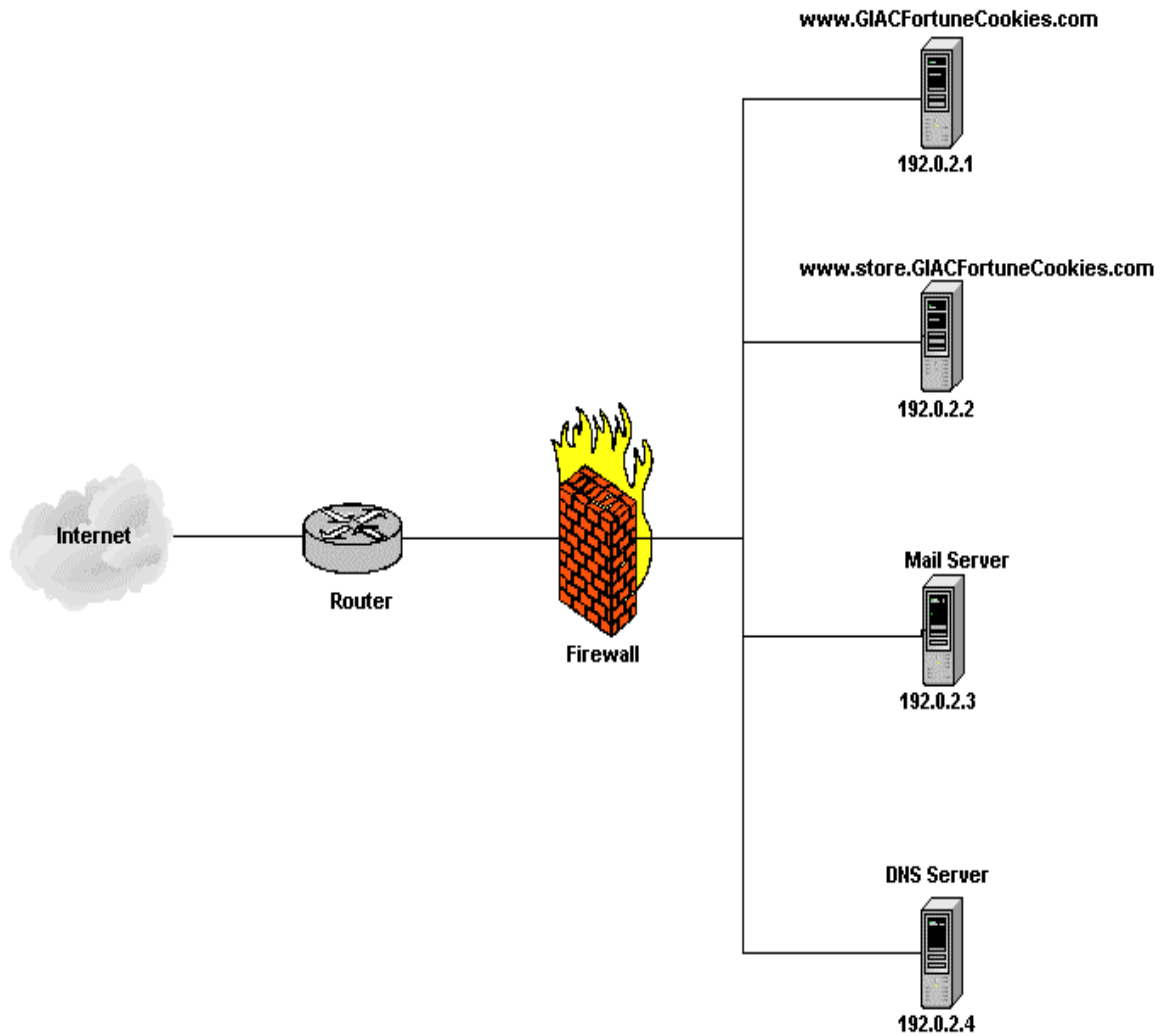 www.GIACFortuneCookies.com
192.0.2.1
www.store.GIACFortuneCookies.com
192.0.2.2
Internet
Router
Firewall
Mail Server
192.0.2.3
DNS Server
192.0.2.4